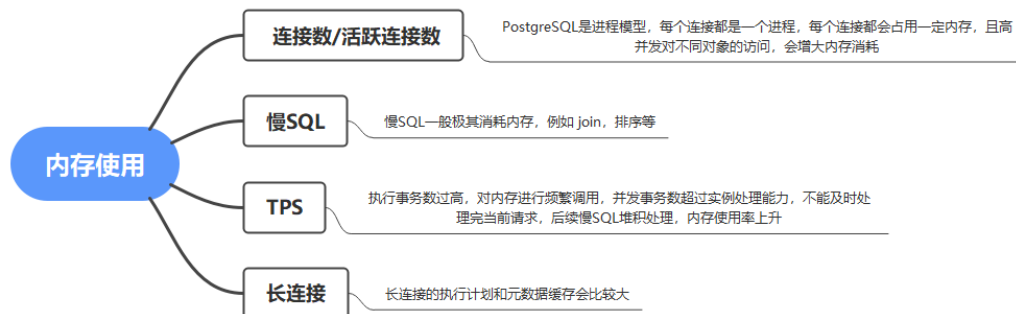 内存使用
连接数/活跃连接数
PostgreSQL是进程模型，每个连接都是一个进程，每个连接都会占用一定内存，且高
并发对不同对象的访问，会增大内存消耗
慢SQL
慢SQL一般极其消耗内存，例如 join，排序等
TPS
执行事务数过高，对内存进行频繁调用，并发事务数超过实例处理能力，不能及时处
理完当前请求，后续慢SQL堆积处理，内存使用率上升
长连接
长连接的执行计划和元数据缓存会比较大